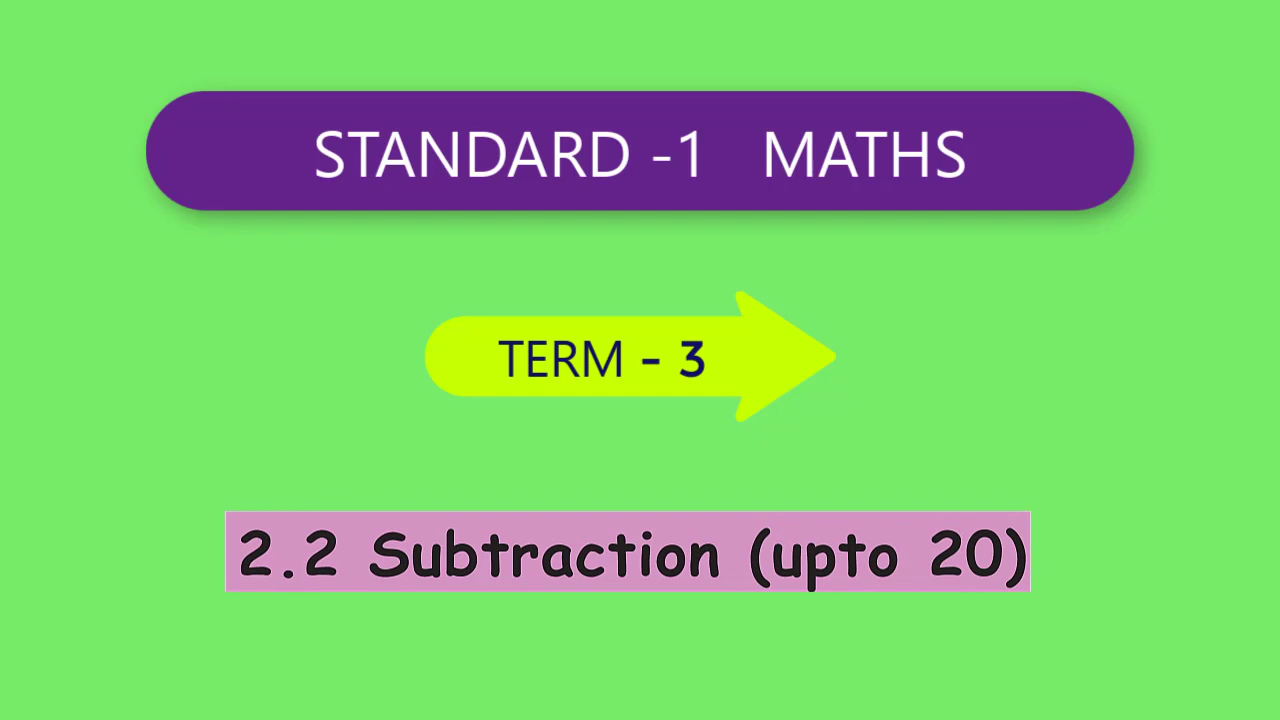 STANDARD -1 MATHS
TERM - 3
2.2 Subtraction (upto 20)